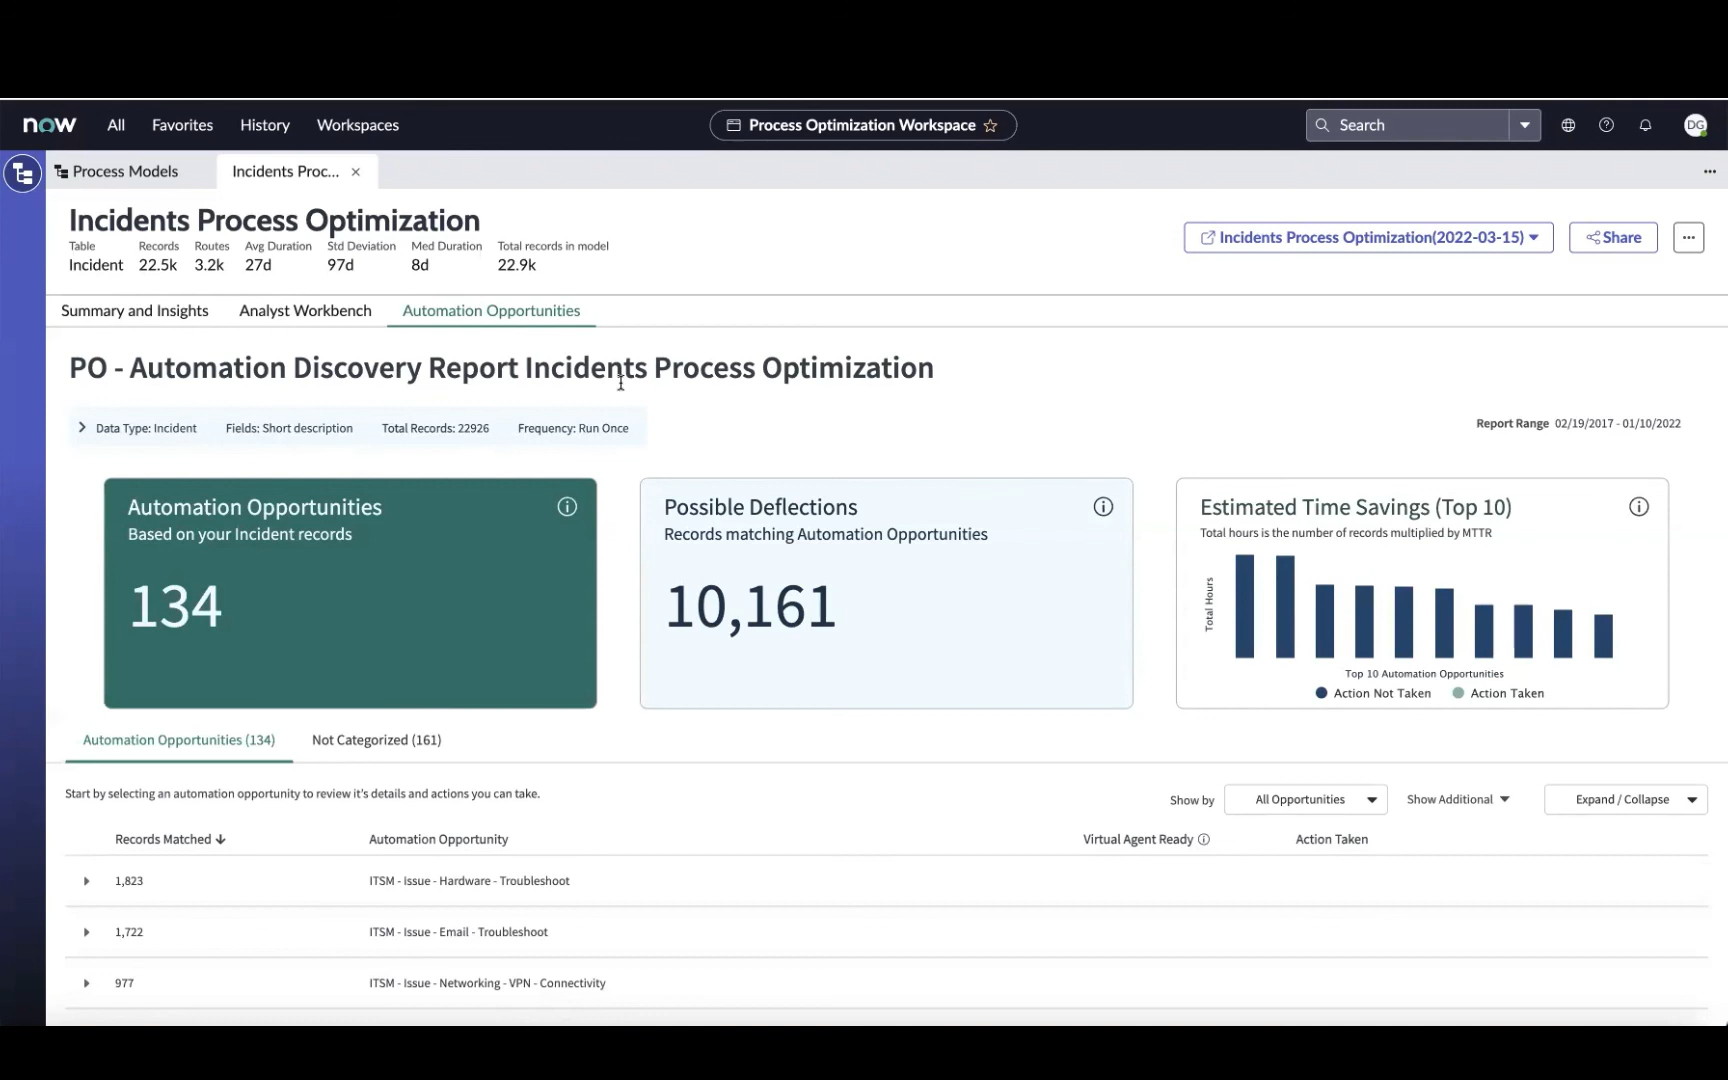 now All Favorites History Workspaces Process Optimization Workspace Search DG
Process Models Incidents Proc...
Incidents Process Optimization
Table Records Routes Avg Duration Std Deviation Med Duration Total records in model
Incident 22.5k 3.2k 27d 97d 8d 22.9k
Incidents Process Optimization(2022-03-15) Share
Summary and Insights Analyst Workbench Automation Opportunities
PO - Automation Discovery Report Incidents Process Optimization
Data Type: Incident Fields: Short description Total Records: 22926 Frequency: Run Once
Report Range 02/19/2017 - 01/10/2022
Automation Opportunities
Based on your Incident records
134
Possible Deflections
Records matching Automation Opportunities
10,161
Estimated Time Savings (Top 10)
Total hours is the number of records multiplied by MTTR
Total Hours
Top 10 Automation Opportunities
Action Not Taken Action Taken
Automation Opportunities (134) Not Categorized (161)
Start by selecting an automation opportunity to review it's details and actions you can take.
Show by All Opportunities Show Additional Expand / Collapse
Records Matched Automation Opportunity Virtual Agent Ready Action Taken
1,823 ITSM - Issue - Hardware - Troubleshoot
1,722 ITSM - Issue - Email - Troubleshoot
977 ITSM - Issue - Networking - VPN - Connectivity